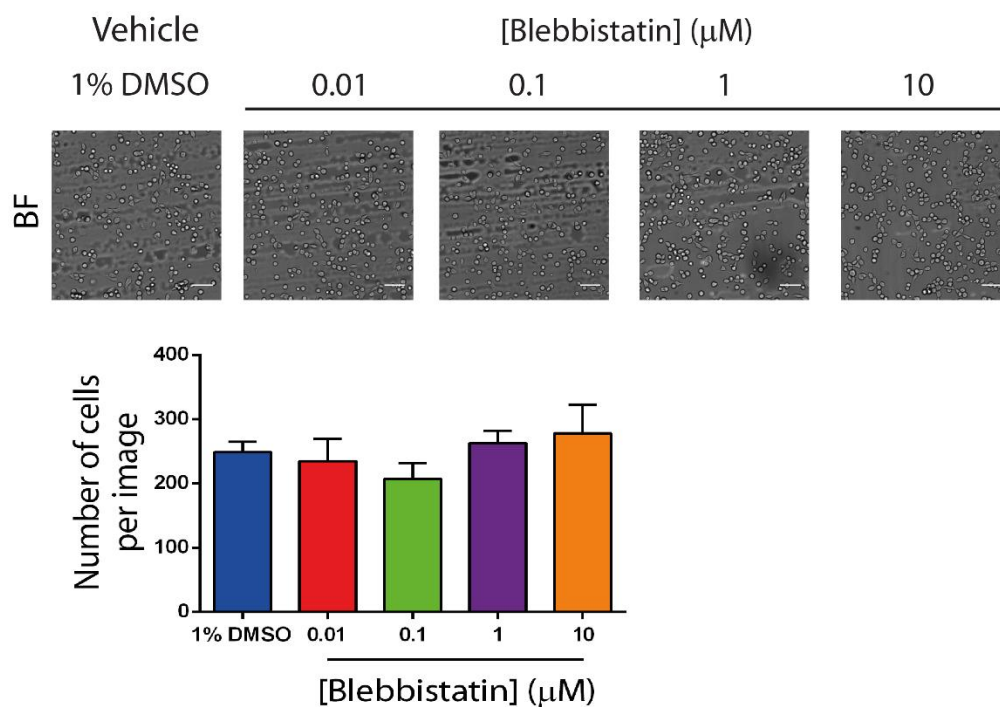 Vehicle [Blebbistatin] (μM)
1% DMSO 0.01 0.1 1 10
BF
Number of cells
per image
400
300
200
100
0
1% DMSO 0.01 0.1 1 10
[Blebbistatin] (μM)